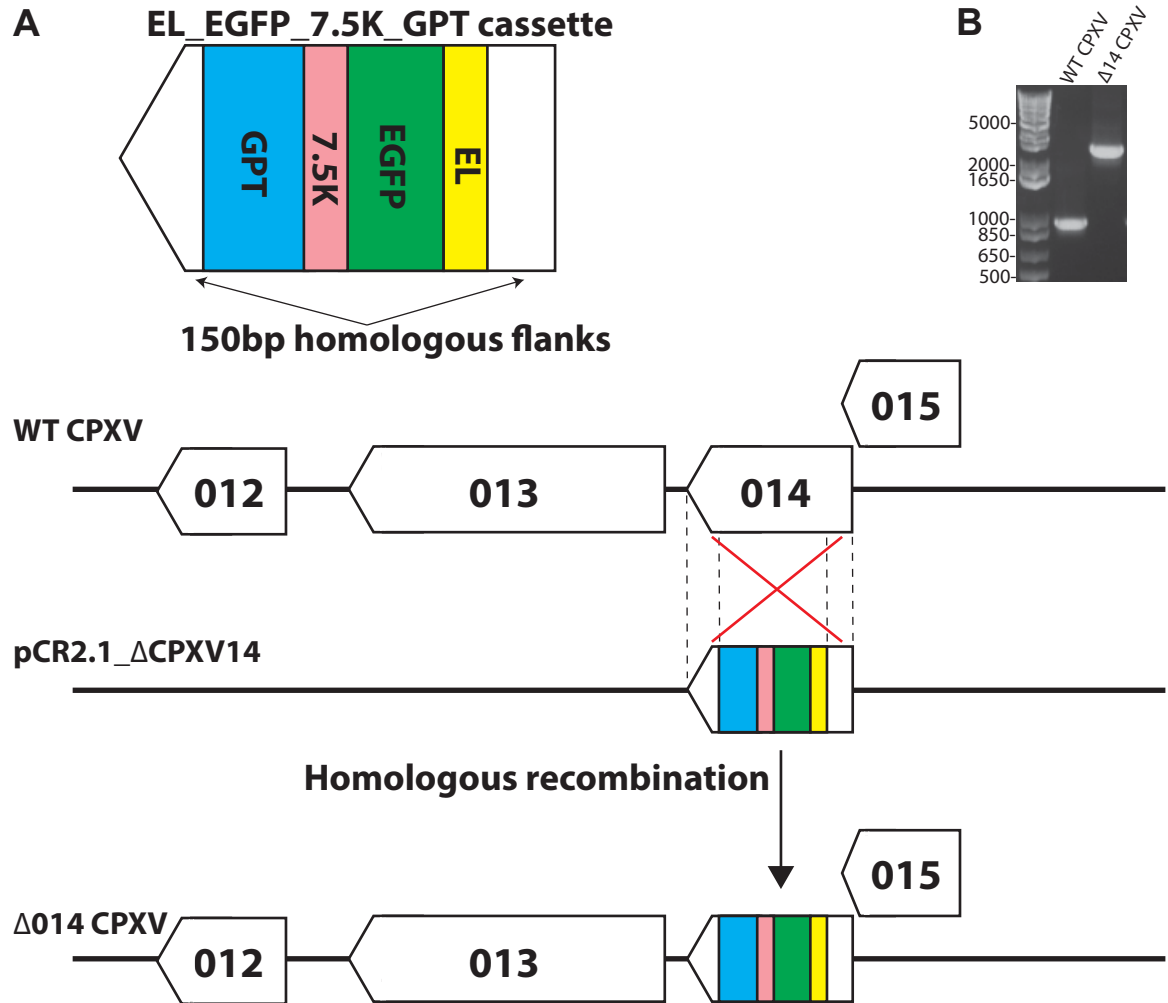 A
EL_EGFP_7.5K_GPT cassette
GPT
7.5K
EGFP
EL
150bp homologous flanks
B
WT CPXV
Δ14 CPXV
5000-
2000-
1650-
1000-
850-
650-
500-
WT CPXV
012
013
014
015
pCR2.1_ΔCPXV14
Homologous recombination
Δ014 CPXV
012
013
015